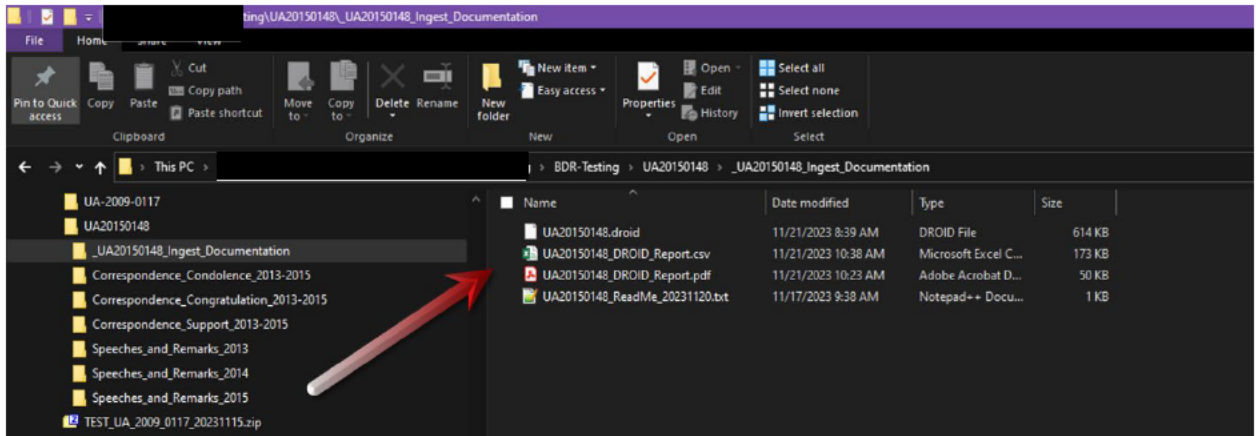 ting\UA20150148\_UA20150148_Ingest_Documentation
File Home Share View
Pin to Quick access
Copy
Paste
Cut
Copy path
Paste shortcut
Move to
Copy to
Delete
Rename
New folder
New item
Easy access
Properties
Open
Edit
History
Select all
Select none
Invert selection
Clipboard Organize New Open Select
This PC > BDR-Testing > UA20150148 > _UA20150148_Ingest_Documentation
UA-2009-0117
UA20150148
_UA20150148_Ingest_Documentation
Correspondence_Condolence_2013-2015
Correspondence_Congratulation_2013-2015
Correspondence_Support_2013-2015
Speeches_and_Remarks_2013
Speeches_and_Remarks_2014
Speeches_and_Remarks_2015
TEST_UA_2009_0117_20231115.zip
Name Date modified Type Size
UA20150148.droid 11/21/2023 8:39 AM DROID File 614 KB
UA20150148_DROID_Report.csv 11/21/2023 10:38 AM Microsoft Excel C... 173 KB
UA20150148_DROID_Report.pdf 11/21/2023 10:23 AM Adobe Acrobat D... 50 KB
UA20150148_ReadMe_20231120.txt 11/17/2023 9:38 AM Notepad++ Docu... 1 KB